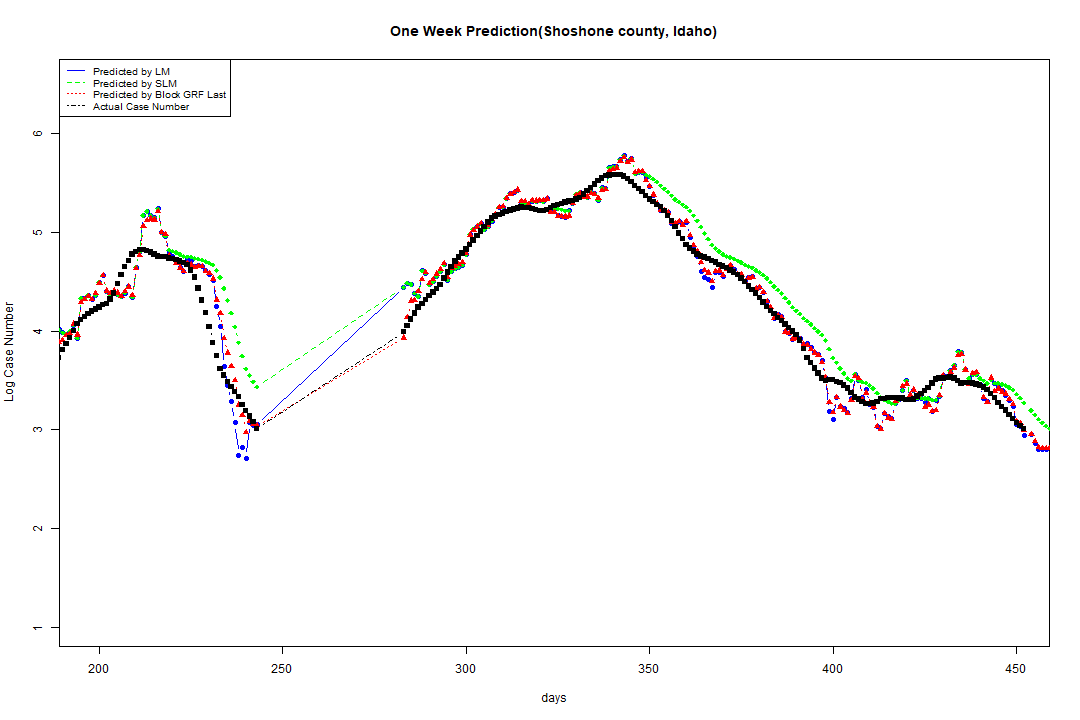 One Week Prediction(Shoshone county, Idaho)
Predicted by LM
Predicted by SLM
Predicted by Block GRF Last
Actual Case Number
Log Case Number
6
5
4
3
2
1
200 250 300 350 400 450
days